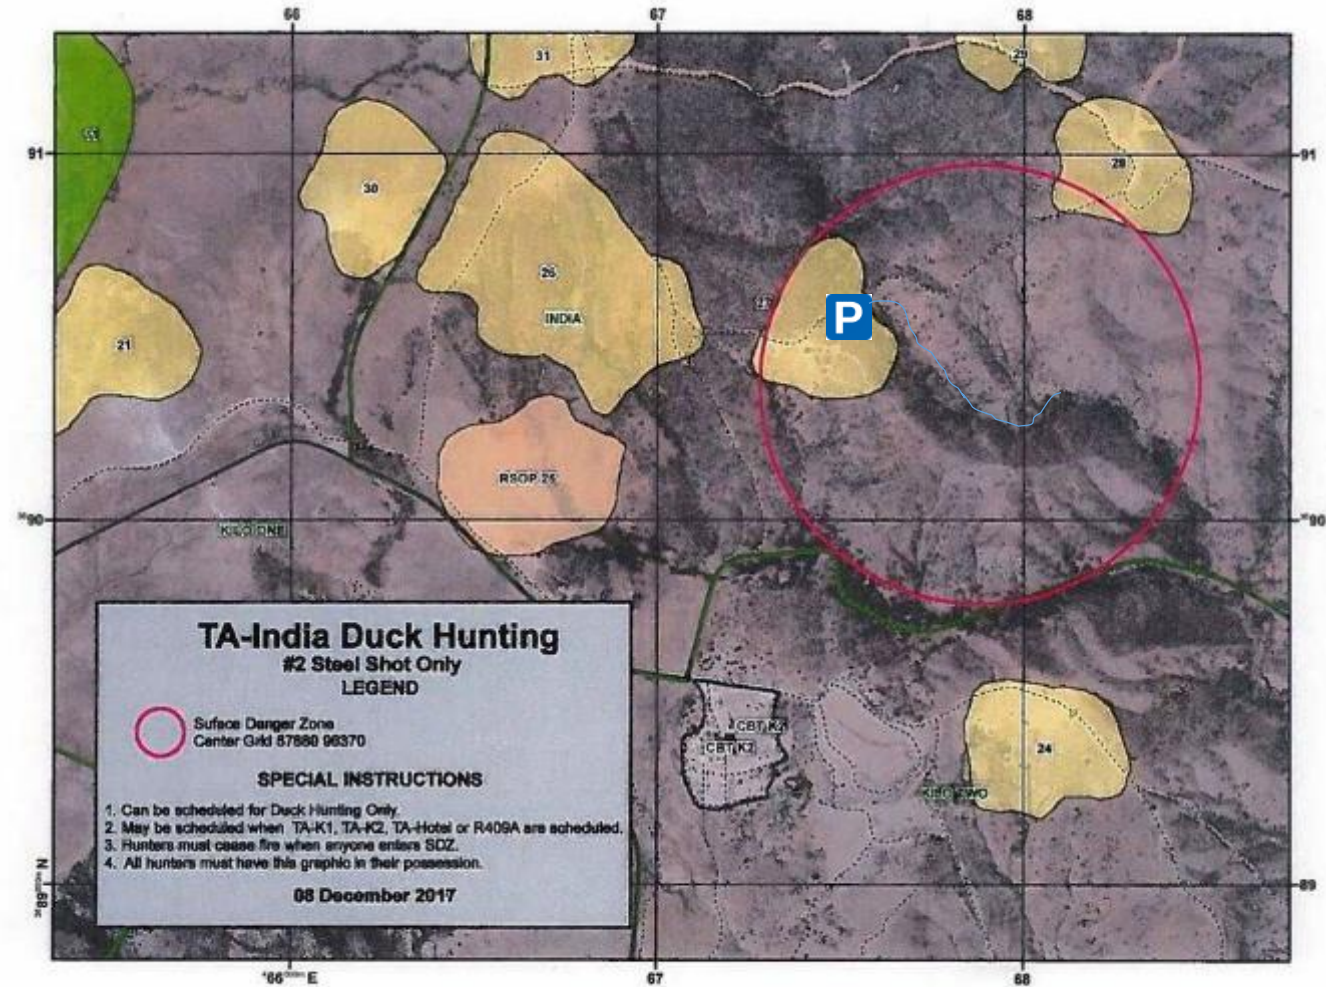 66 67 68
31
29
15
91 91
28
30
26
27
INDIA
P
21
RSOP 25
90 90
KILO ONE
TA-India Duck Hunting
#2 Steel Shot Only
LEGEND
Suface Danger Zone
Center Grid 67880 90370
SPECIAL INSTRUCTIONS
1. Can be scheduled for Duck Hunting Only.
2. May be scheduled when TA-K1, TA-K2, TA-Hotel or R409A are scheduled.
3. Hunters must cease fire when anyone enters SDZ.
4. All hunters must have this graphic in their possession.
08 December 2017
CBT K2
CBT K2
24
KILO TWO
N
89 89
66 E 67 68